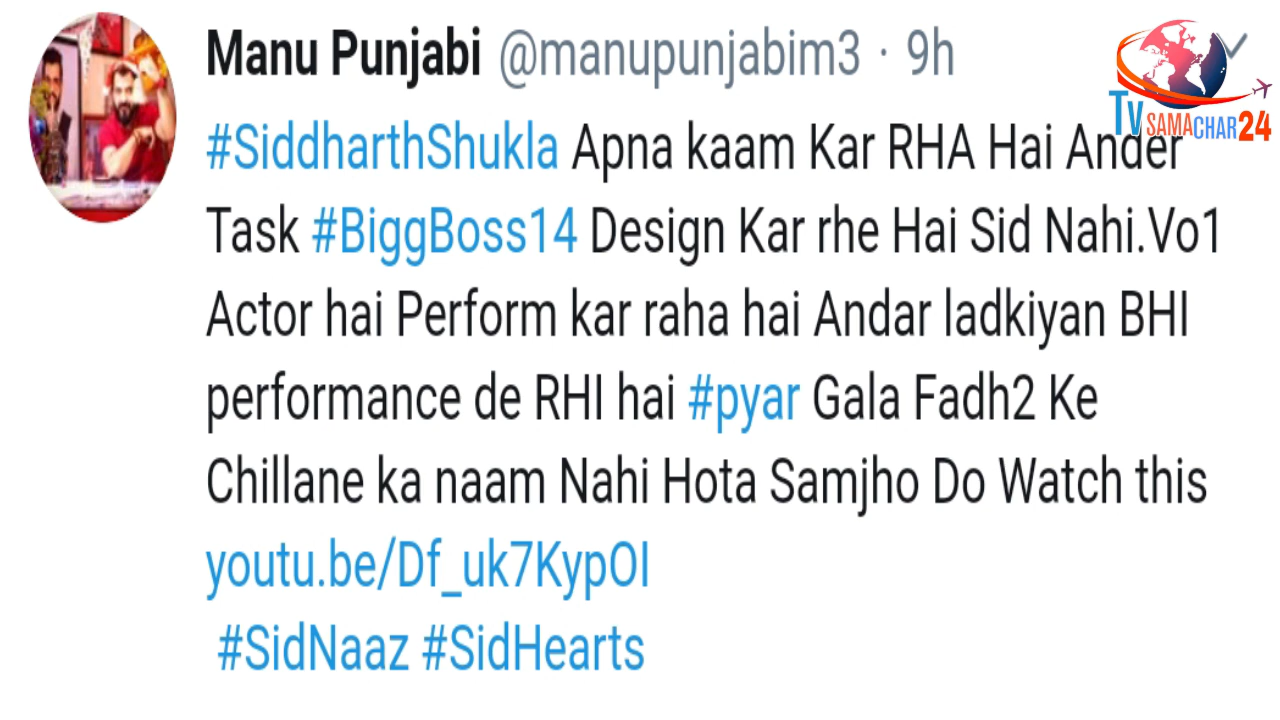 Manu Punjabi @manupunjabim3 · 9h
#SiddharthShukla Apna kaam Kar RHA Hai Ander
Task #BiggBoss14 Design Kar rhe Hai Sid Nahi.Vo1
Actor hai Perform kar raha hai Andar ladkiyan BHI
performance de RHI hai #pyar Gala Fadh2 Ke
Chillane ka naam Nahi Hota Samjho Do Watch this
youtu.be/Df_uk7KypOI
#SidNaaz #SidHearts
TV SAMACHAR24